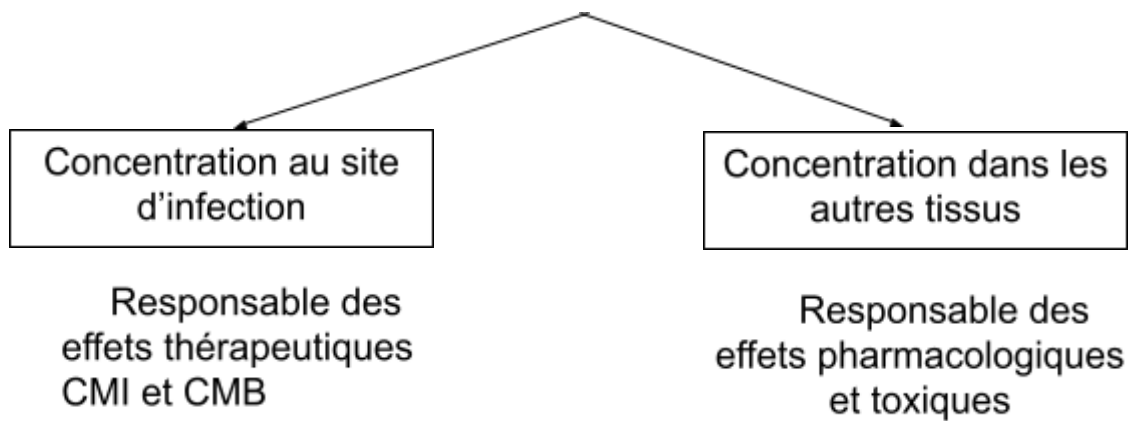 Concentration au site
d'infection
Concentration dans les
autres tissus
Responsable des
effets thérapeutiques
CMI et CMB
Responsable des
effets pharmacologiques
et toxiques